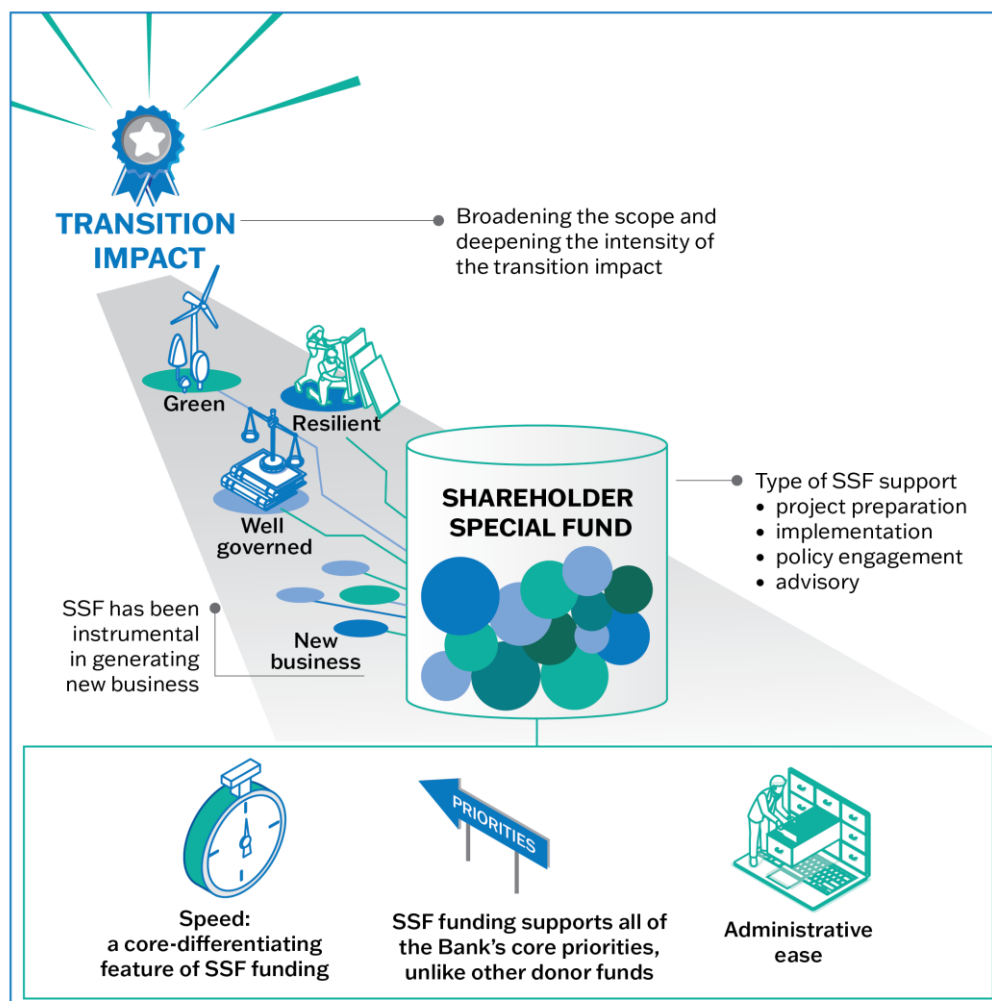 TRANSITION
IMPACT
Broadening the scope and
deepening the intensity of
the transition impact
Green
Resilient
Well
governed
SHAREHOLDER
SPECIAL FUND
Type of SSF support
• project preparation
• implementation
• policy engagement
• advisory
SSF has been
instrumental
in generating
new business
New
business
PRIORITIES
Speed:
a core-differentiating
feature of SSF funding
SSF funding supports all of
the Bank’s core priorities,
unlike other donor funds
Administrative
ease